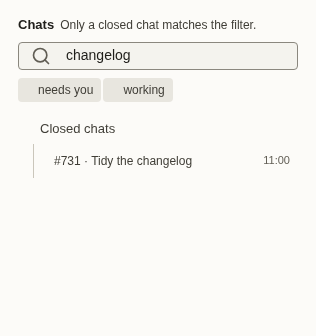 Chats Only a closed chat matches the filter.
changelog
needs you working
Closed chats
#731 · Tidy the changelog 11:00